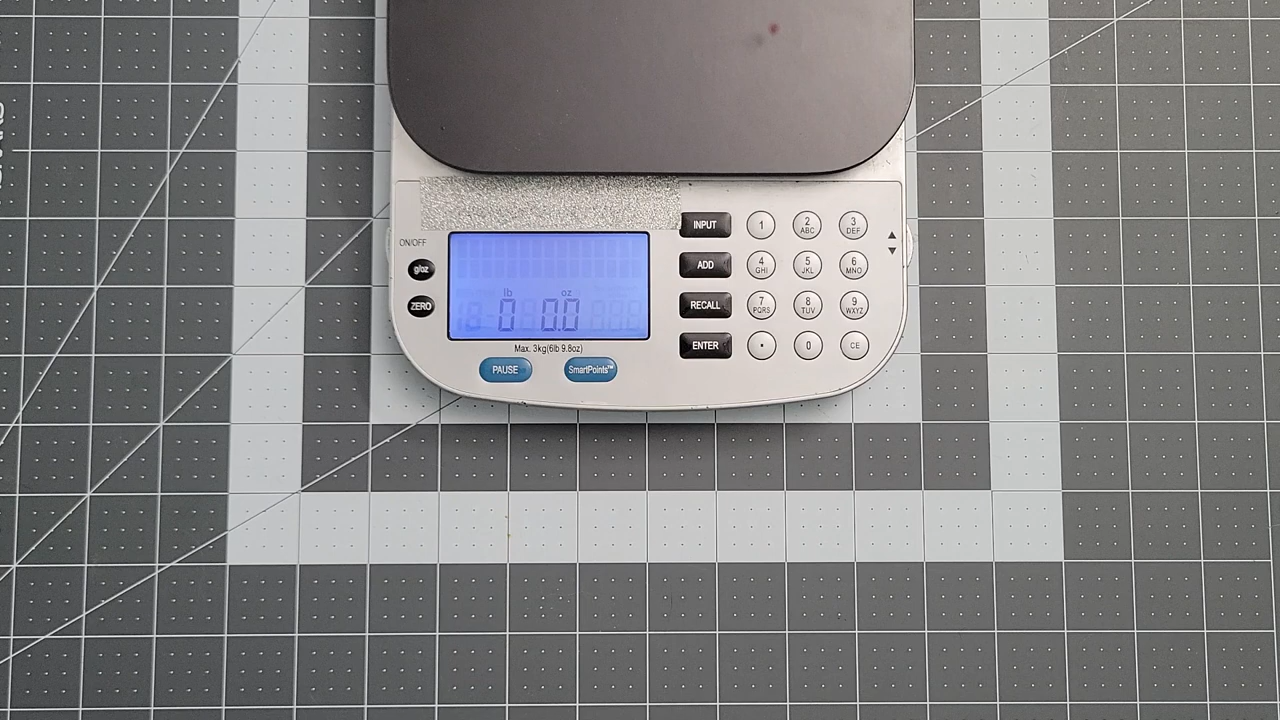 ON/OFF
g/oz
ZERO
lb oz
0 0.0
Max. 3kg(6lb 9.8oz)
PAUSE
SmartPoints™
INPUT
1
2
ABC
3
DEF
ADD
4
GHI
5
JKL
6
MNO
RECALL
7
PQRS
8
TUV
9
WXYZ
ENTER
•
0
CE